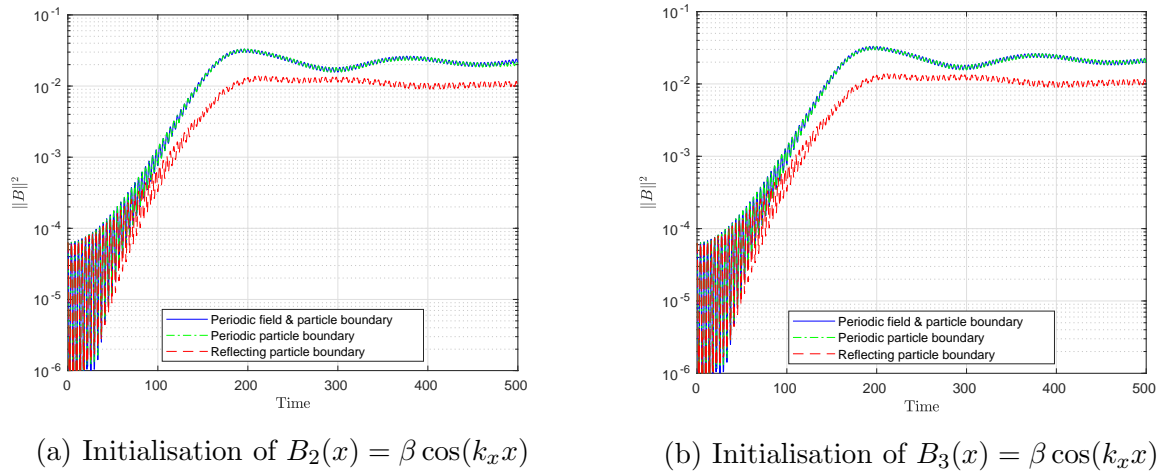 10^-1
10^-2
10^-3
10^-4
10^-5
10^-6
‖B‖²
0 100 200 300 400 500
Time
Periodic field & particle boundary
Periodic particle boundary
Reflecting particle boundary
(a) Initialisation of B₂(x) = β cos(kₓx)
10^-1
10^-2
10^-3
10^-4
10^-5
10^-6
‖B‖²
0 100 200 300 400 500
Time
Periodic field & particle boundary
Periodic particle boundary
Reflecting particle boundary
(b) Initialisation of B₃(x) = β cos(kₓx)